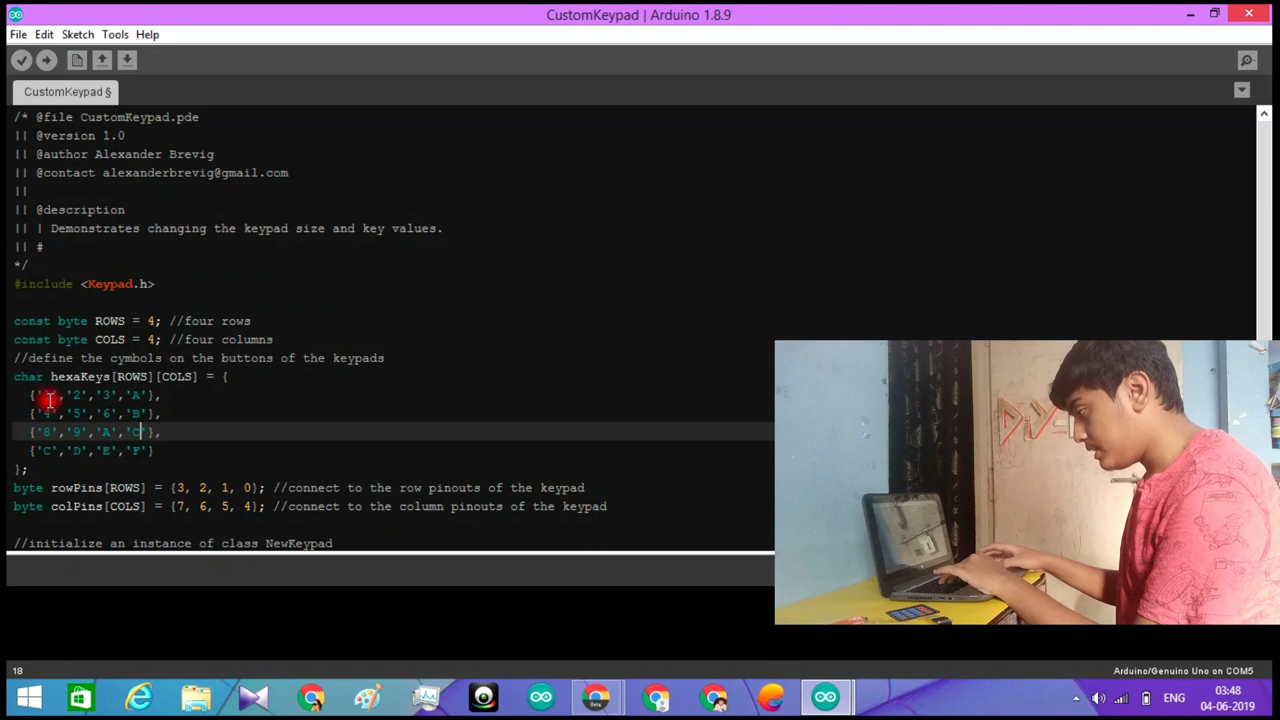 CustomKeypad | Arduino 1.8.9
File Edit Sketch Tools Help
CustomKeypad §
/* @file CustomKeypad.pde
|| @version 1.0
|| @author Alexander Brevig
|| @contact alexanderbrevig@gmail.com
||
|| @description
|| | Demonstrates changing the keypad size and key values.
|| #
*/
#include <Keypad.h>
const byte ROWS = 4; //four rows
const byte COLS = 4; //four columns
//define the cymbols on the buttons of the keypads
char hexaKeys[ROWS][COLS] = {
'2','3','A'},
{'4','5','6','B'},
{'8','9','A','C'},
{'C','D','E','F'}
};
byte rowPins[ROWS] = {3, 2, 1, 0}; //connect to the row pinouts of the keypad
byte colPins[COLS] = {7, 6, 5, 4}; //connect to the column pinouts of the keypad
//initialize an instance of class NewKeypad
DIY
18
Arduino/Genuino Uno on COM5
Beta
ENG
03:48
04-06-2019